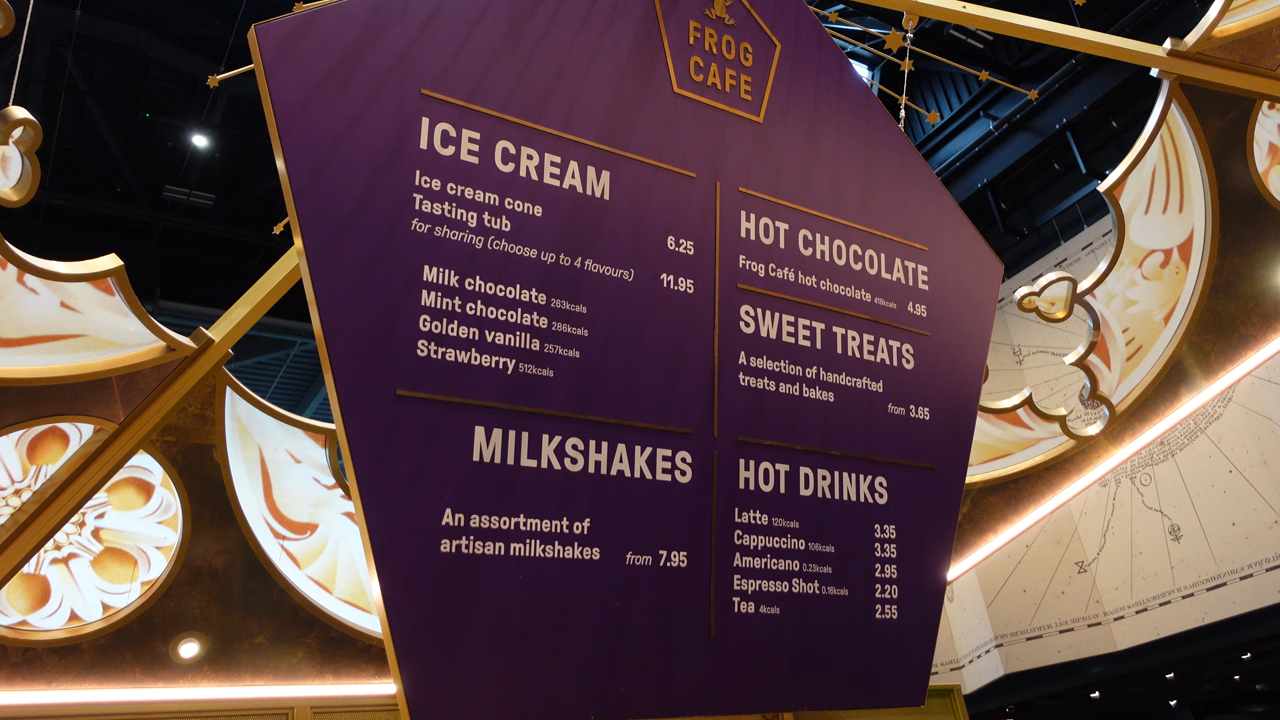 FROG
CAFE
ICE CREAM
Ice cream cone 6.25
Tasting tub
for sharing (choose up to 4 flavours) 11.95
Milk chocolate 263kcals
Mint chocolate 286kcals
Golden vanilla 257kcals
Strawberry 512kcals
MILKSHAKES
An assortment of
artisan milkshakes from 7.95
HOT CHOCOLATE
Frog Café hot chocolate 416kcals 4.95
SWEET TREATS
A selection of handcrafted
treats and bakes
from 3.65
HOT DRINKS
Latte 120kcals 3.35
Cappuccino 106kcals 3.35
Americano 0.23kcals 2.95
Espresso Shot 0.16kcals 2.20
Tea 4kcals 2.55